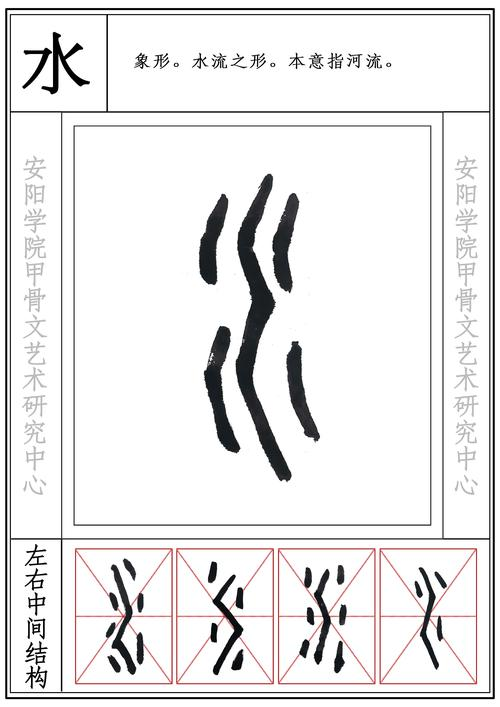 水
象形。水流之形。本意指河流。
安阳学院甲骨文艺术研究中心
安阳学院甲骨文艺术研究中心
左右中间结构